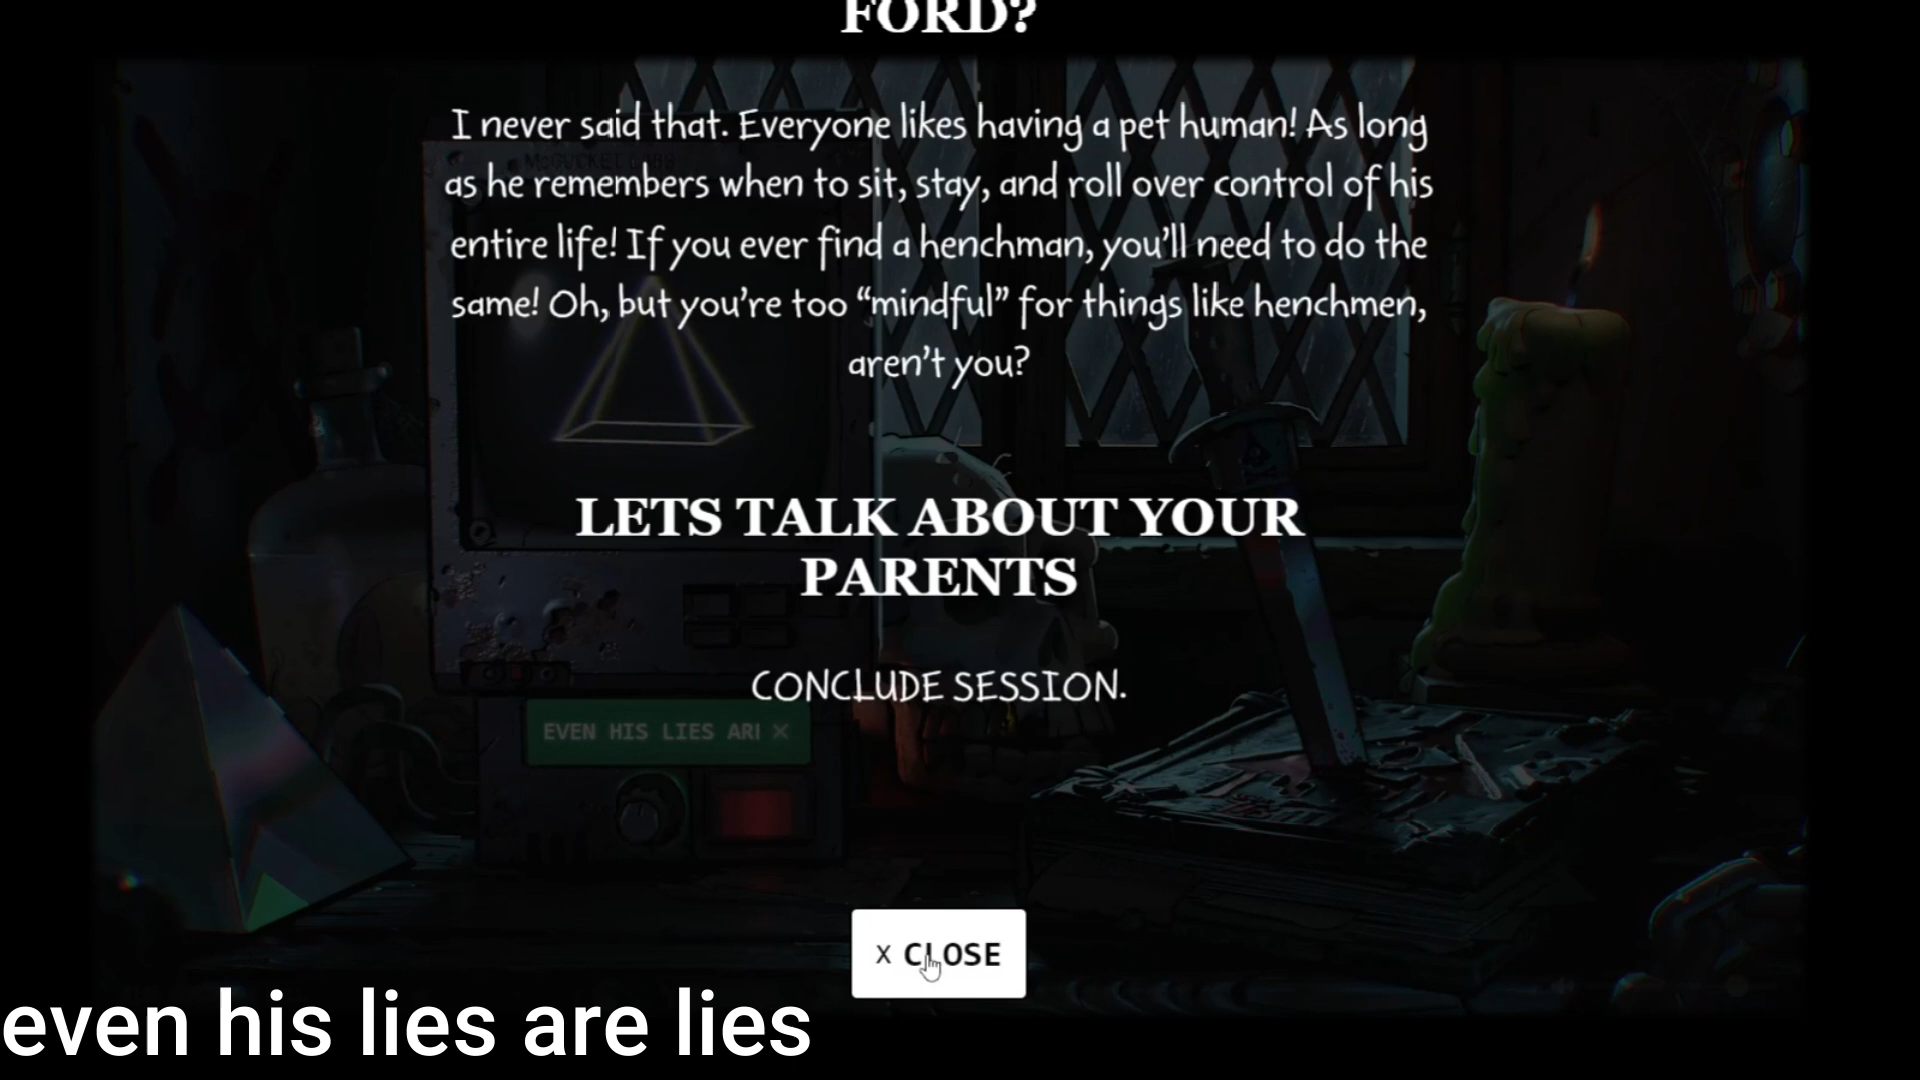 FORD?
I never said that. Everyone likes having a pet human! As long
as he remembers when to sit, stay, and roll over control of his
entire life! If you ever find a henchman, you’ll need to do the
same! Oh, but you’re too “mindful” for things like henchmen,
aren’t you?
LETS TALK ABOUT YOUR
PARENTS
CONCLUDE SESSION.
EVEN HIS LIES ARE
X CLOSE
even his lies are lies